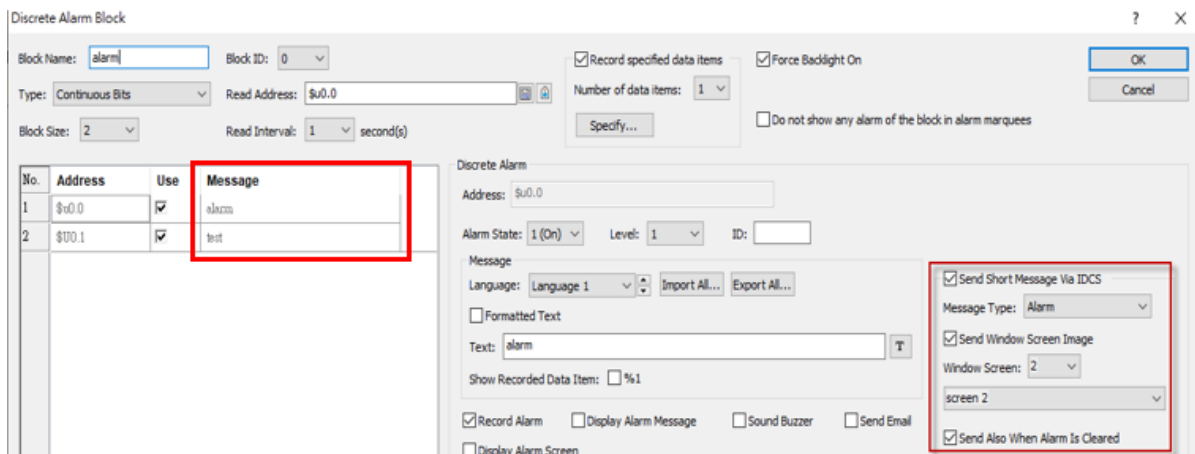 Discrete Alarm Block ? X
Block Name: alarm Block ID: 0 Record specified data items Force Backlight On OK
Type: Continuous Bits Read Address: $u0.0 Number of data items: 1 Cancel
Block Size: 2 Read Interval: 1 second(s) Specify... Do not show any alarm of the block in alarm marquees
No. Address Use Message
1 $u0.0 alarm
2 $U0.1 test
Discrete Alarm
Address: $u0.0
Alarm State: 1 (On) Level: 1 ID:
Message
Language: Language 1 Import All... Export All...
Formatted Text
Text: alarm T
Show Recorded Data Item: %1
Record Alarm Display Alarm Message Sound Buzzer Send Email
Display Alarm Screen
Send Short Message Via IDCS
Message Type: Alarm
Send Window Screen Image
Window Screen: 2
screen 2
Send Also When Alarm Is Cleared